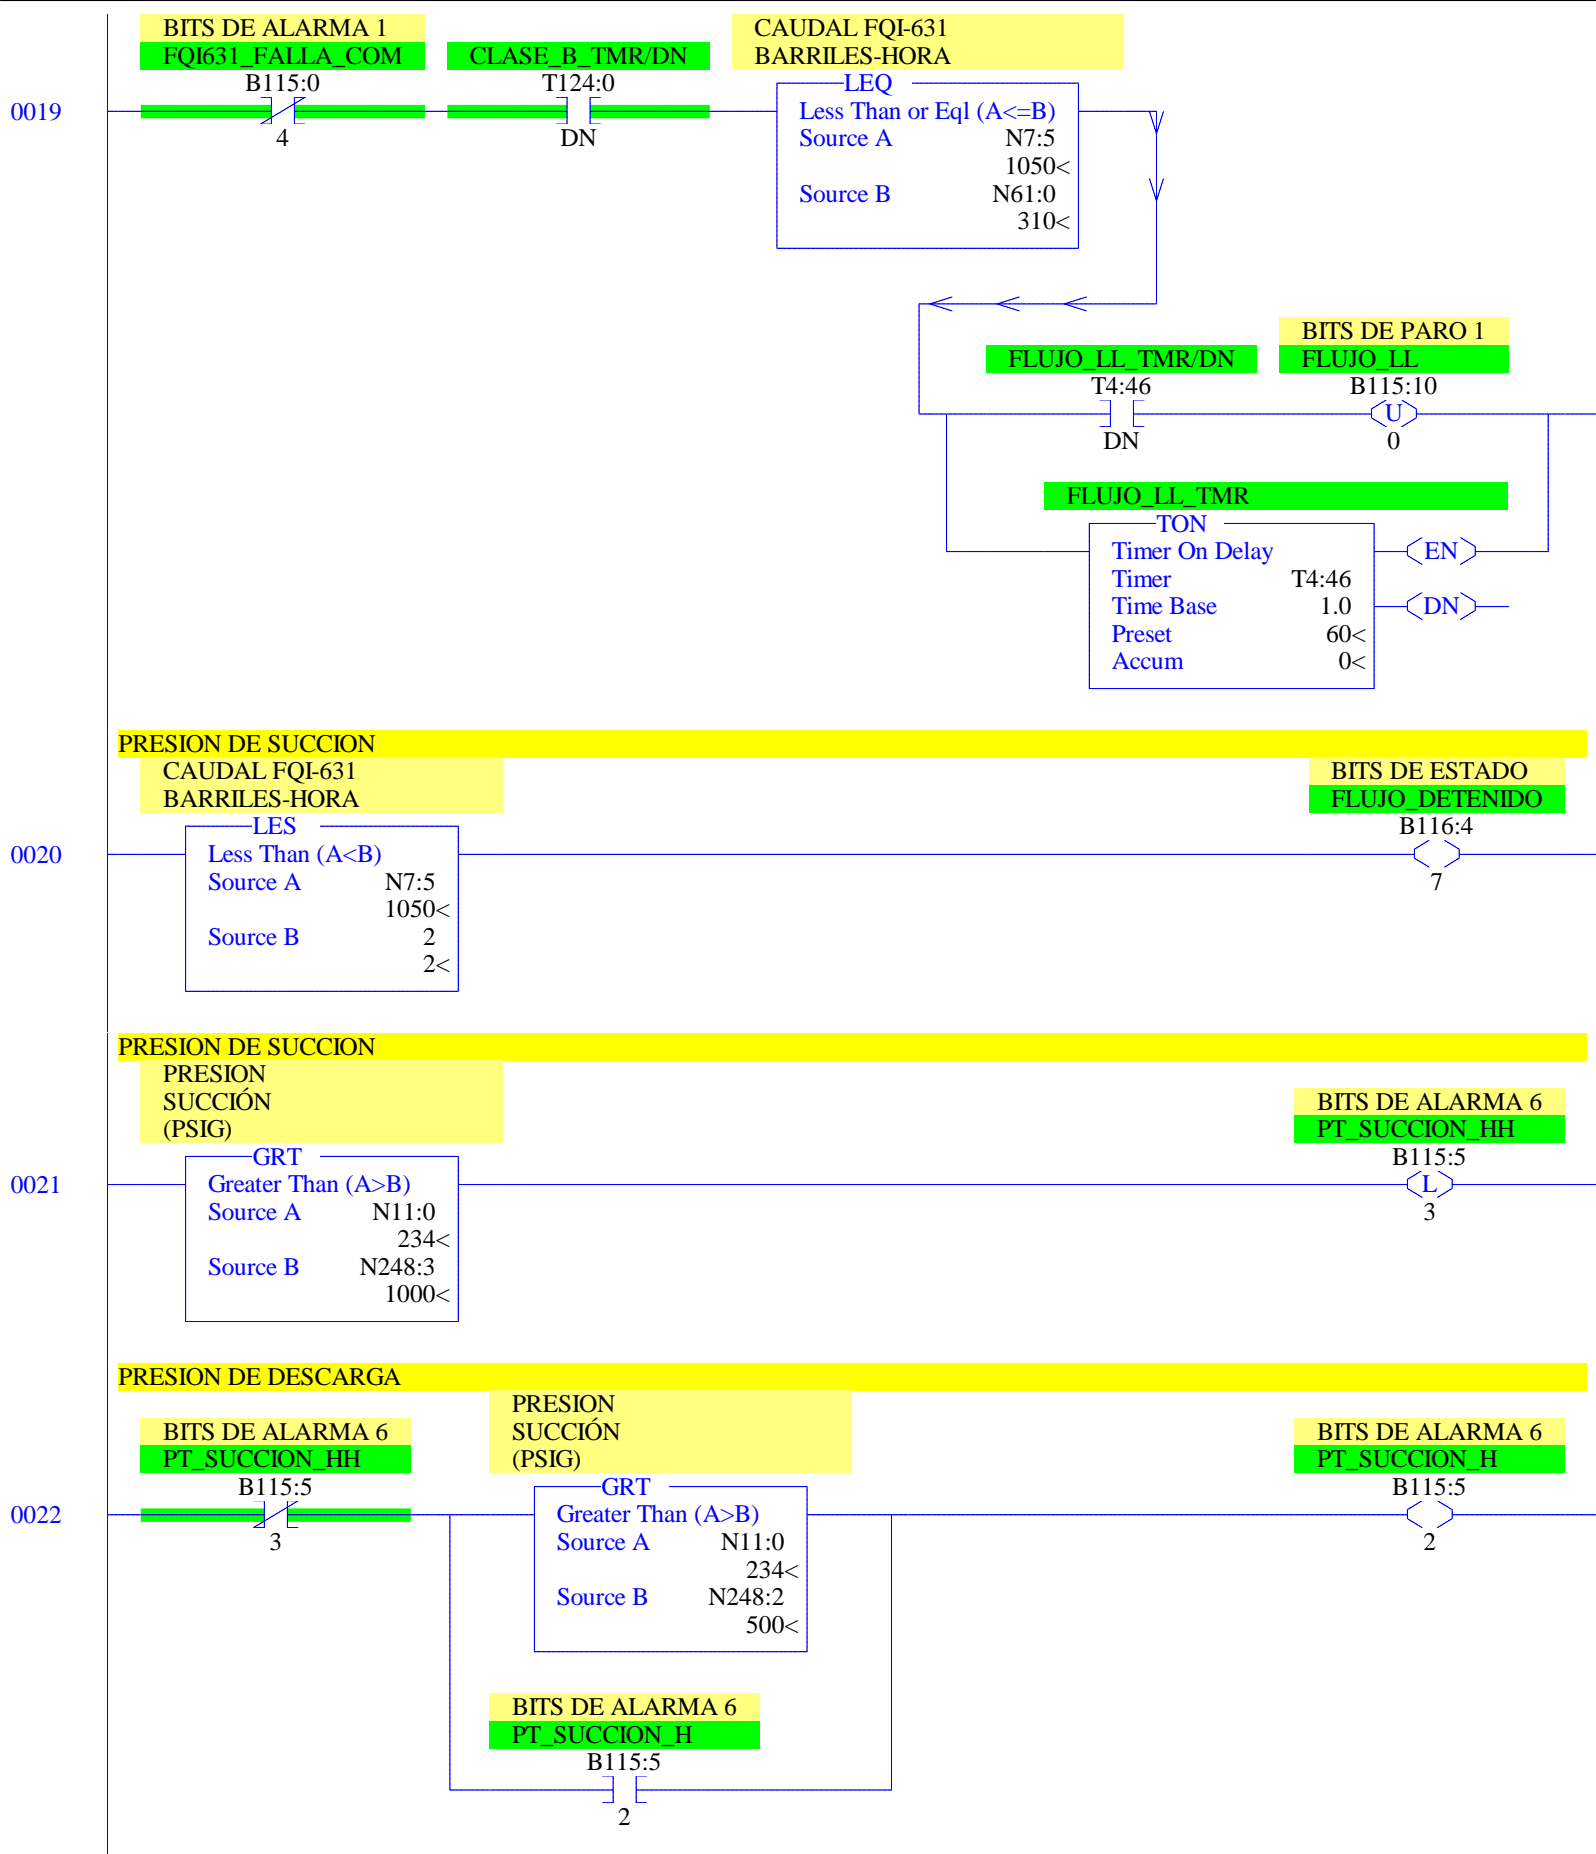 BITS DE ALARMA 1
FQI631_FALLA_COM
B115:0
4
CLASE_B_TMR/DN
T124:0
DN
CAUDAL FQI-631
BARRILES-HORA
LEQ
0019
Less Than or Eql (A<=B)
Source A N7:5
1050<
Source B N61:0
310<
FLUJO_LL_TMR/DN
T4:46
DN
BITS DE PARO 1
FLUJO_LL
B115:10
U
0
FLUJO_LL_TMR
TON
Timer On Delay
Timer T4:46
Time Base 1.0
Preset 60<
Accum 0<
EN
DN
PRESION DE SUCCION
CAUDAL FQI-631
BARRILES-HORA
LES
0020
Less Than (A<B)
Source A N7:5
1050<
Source B 2
2<
BITS DE ESTADO
FLUJO_DETENIDO
B116:4
7
PRESION DE SUCCION
PRESION
SUCCIÓN
(PSIG)
GRT
0021
Greater Than (A>B)
Source A N11:0
234<
Source B N248:3
1000<
BITS DE ALARMA 6
PT_SUCCION_HH
B115:5
L
3
PRESION DE DESCARGA
BITS DE ALARMA 6
PT_SUCCION_HH
B115:5
0022
3
PRESION
SUCCIÓN
(PSIG)
GRT
Greater Than (A>B)
Source A N11:0
234<
Source B N248:2
500<
BITS DE ALARMA 6
PT_SUCCION_H
B115:5
2
BITS DE ALARMA 6
PT_SUCCION_H
B115:5
2